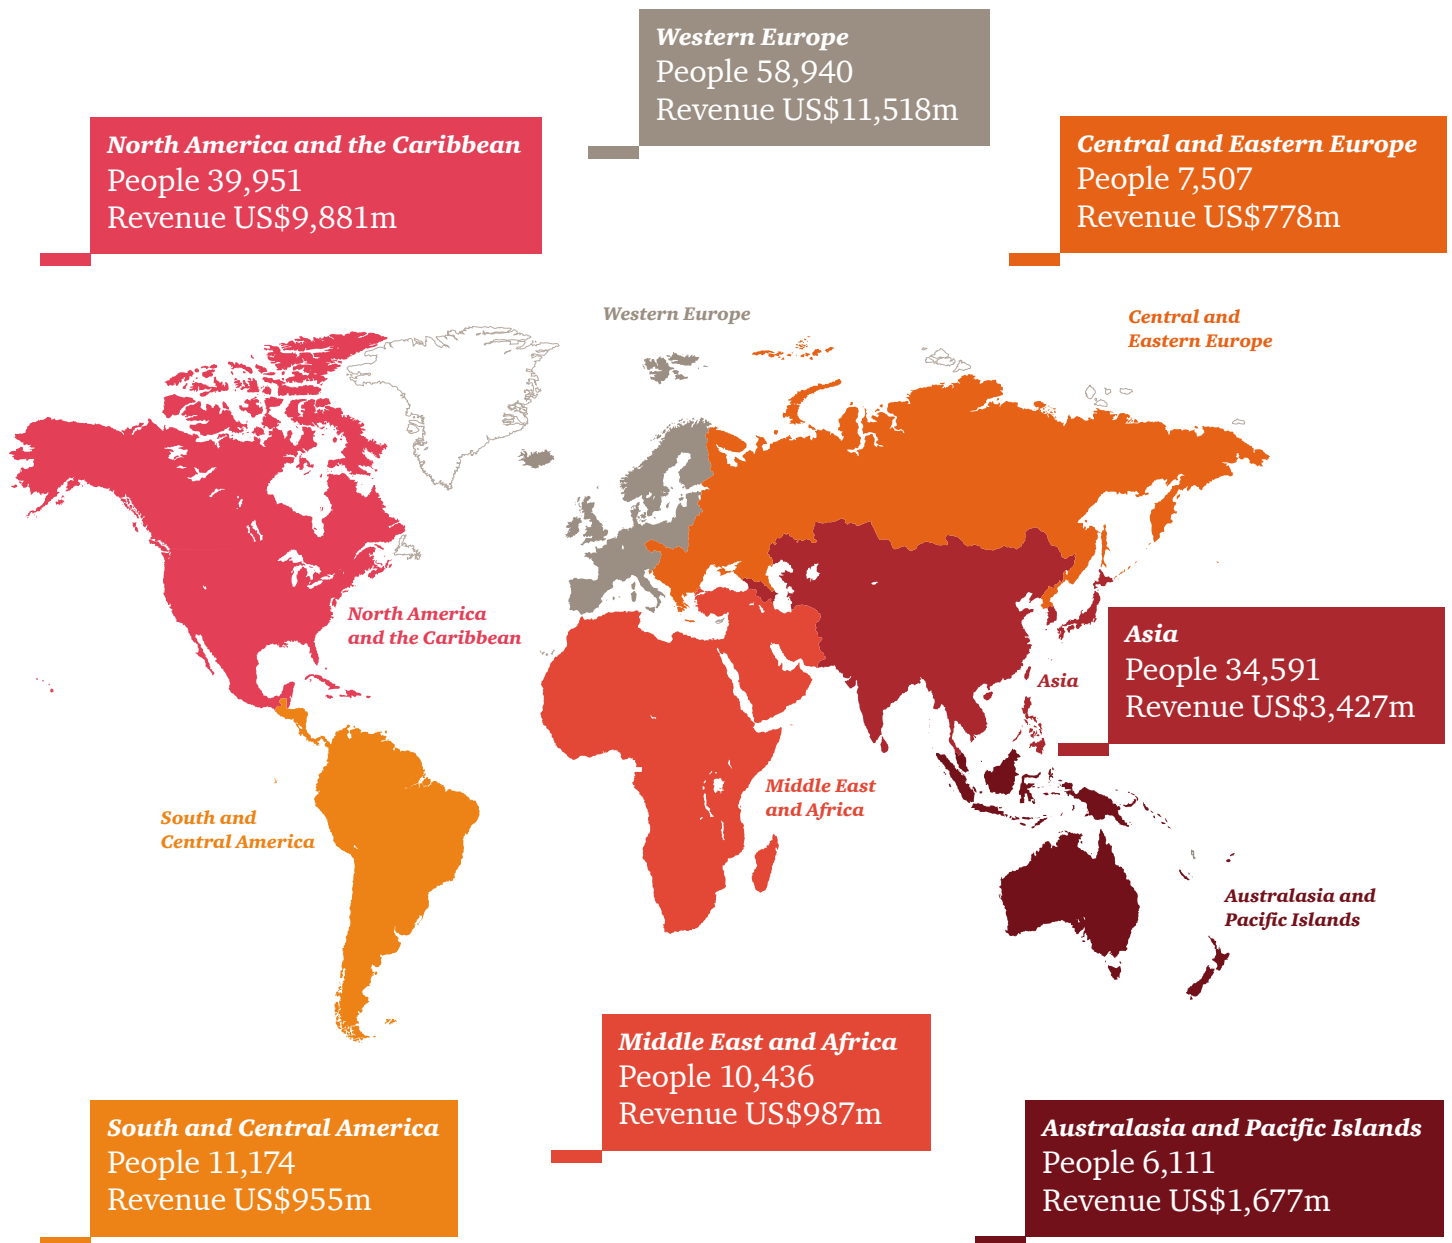 Western Europe
People 58,940
Revenue US$11,518m
North America and the Caribbean
People 39,951
Revenue US$9,881m
Central and Eastern Europe
People 7,507
Revenue US$778m
Western Europe
Central and
Eastern Europe
North America
and the Caribbean
Asia
People 34,591
Revenue US$3,427m
Asia
Middle East
and Africa
South and
Central America
Australasia and
Pacific Islands
Middle East and Africa
People 10,436
Revenue US$987m
South and Central America
People 11,174
Revenue US$955m
Australasia and Pacific Islands
People 6,111
Revenue US$1,677m